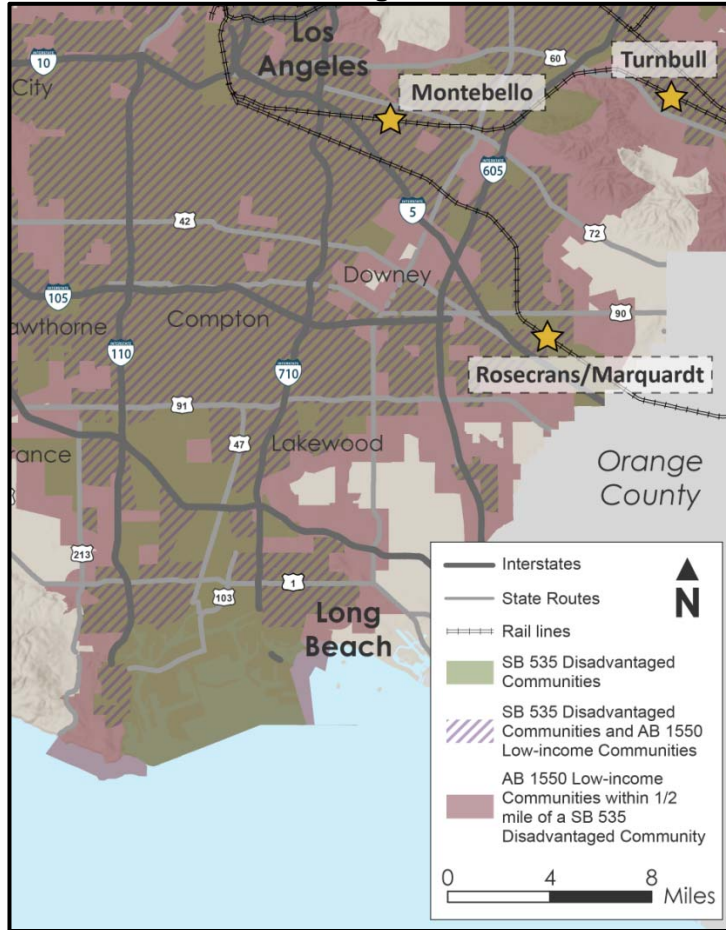 Los
Angeles
10
City
60
Turnbull
Montebello
605
INTERSTATE
5
42
72
Downey
105
awthorne
Compton
90
110
710
Rosecrans/Marquardt
91
47
Lakewood
rance
Orange
County
213
103
1
Long
Beach
Interstates
State Routes
Rail lines
N
SB 535 Disadvantaged
Communities
SB 535 Disadvantaged
Communities and AB 1550
Low-income Communities
AB 1550 Low-income
Communities within 1/2
mile of a SB 535
Disadvantaged Community
0 4 8
Miles